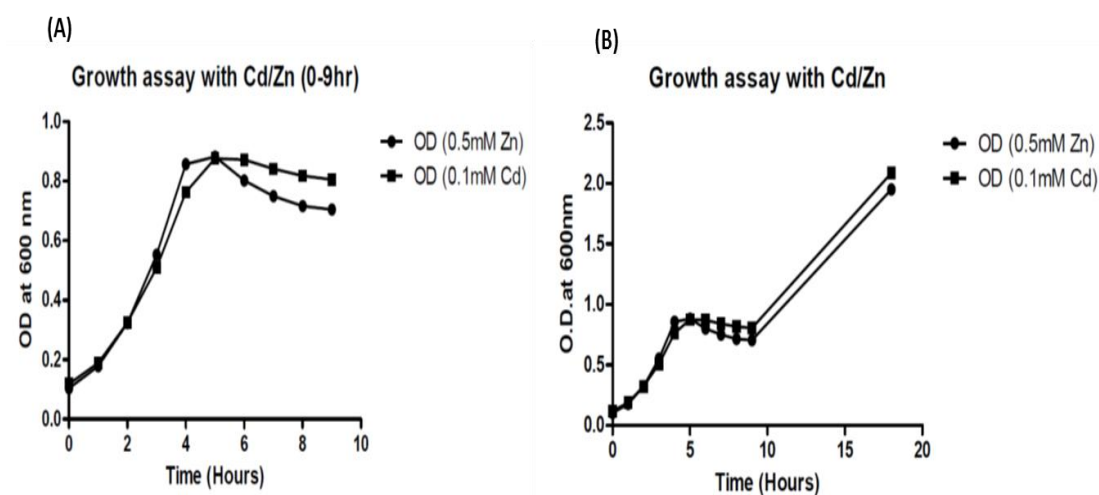 (A)
Growth assay with Cd/Zn (0-9hr)
OD at 600 nm
1.0
0.8
0.6
0.4
0.2
0.0
0 2 4 6 8 10
Time (Hours)
OD (0.5mM Zn)
OD (0.1mM Cd)
(B)
Growth assay with Cd/Zn
O.D.at 600nm
2.5
2.0
1.5
1.0
0.5
0.0
0 5 10 15 20
Time (Hours)
OD (0.5mM Zn)
OD (0.1mM Cd)